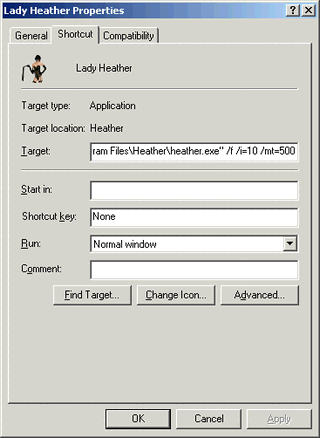 Lady Heather Properties
General Shortcut Compatibility
Lady Heather
Target type: Application
Target location: Heather
Target: ram Files\Heather\heather.exe" /f /i=10 /mt=500
Start in:
Shortcut key: None
Run: Normal window
Comment:
Find Target... Change Icon... Advanced...
OK Cancel Apply